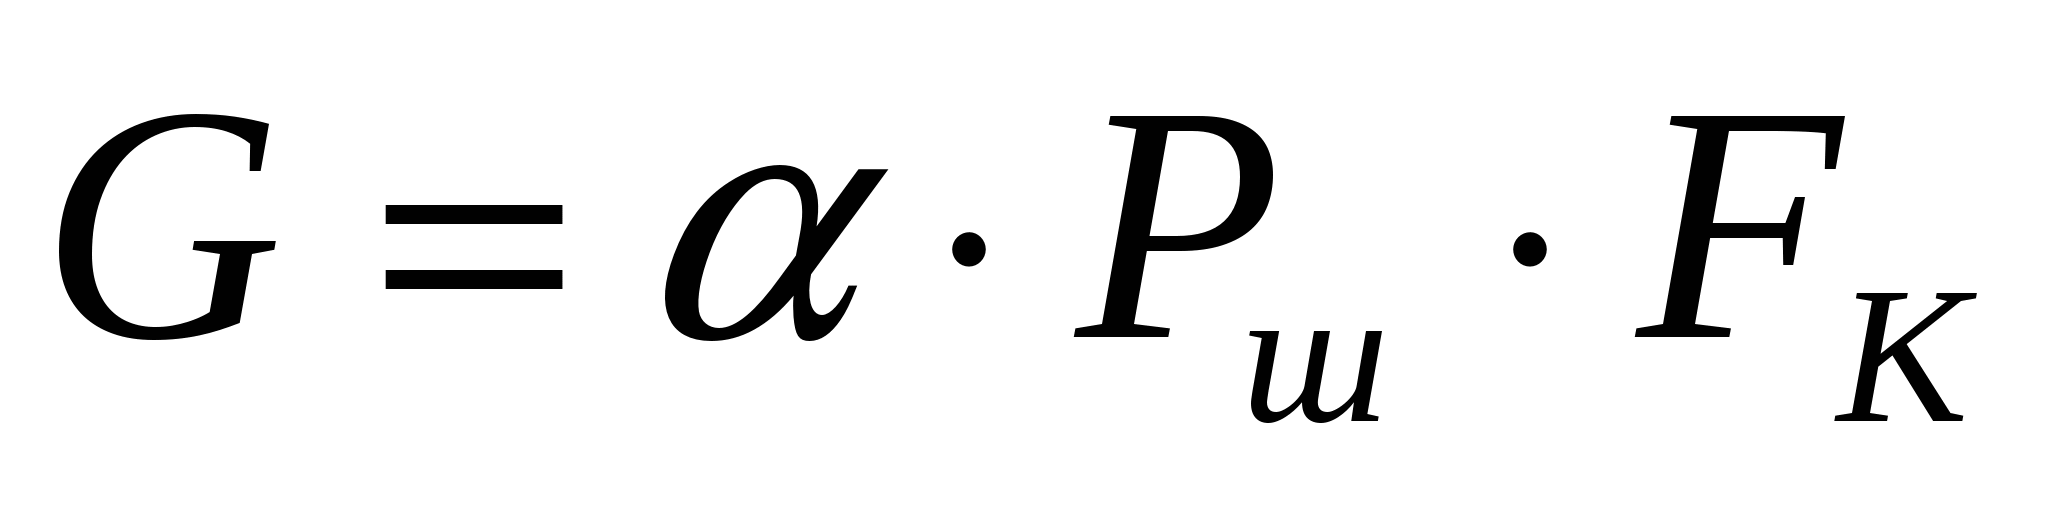 G = α · P_ш · F_K